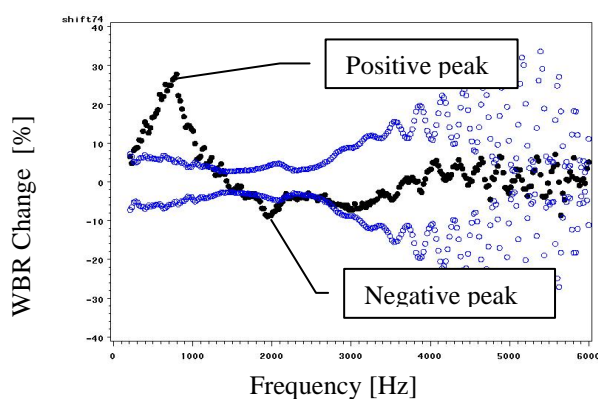 shift74
40
30
20
10
0
-10
-20
-30
-40
WBR Change [%]
Positive peak
Negative peak
0 1000 2000 3000 4000 5000 6000
Frequency [Hz]